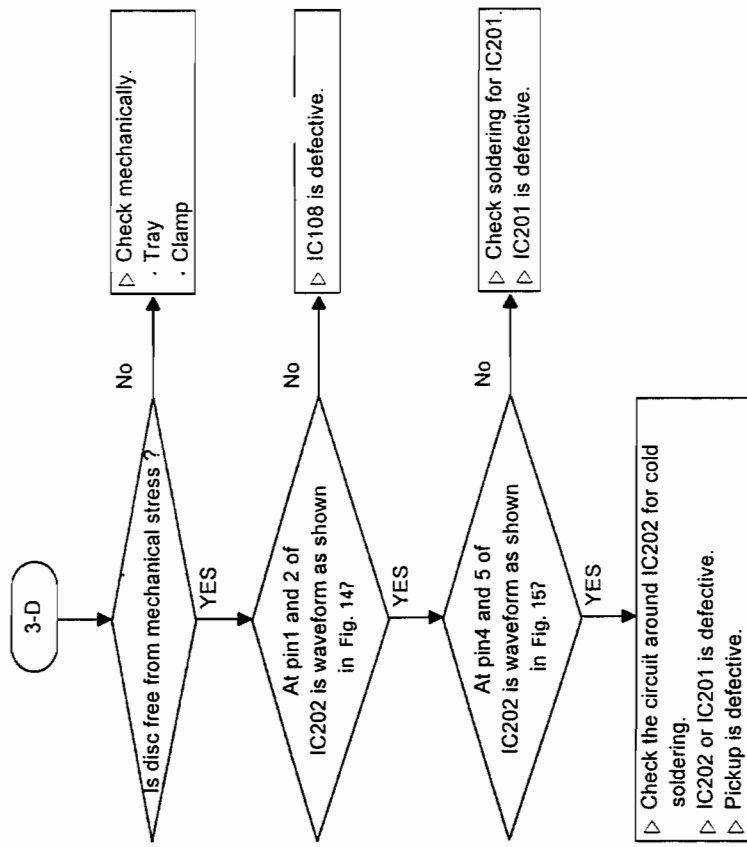 3-D
Is disc free from mechanical stress ?
No
▷ Check mechanically.
· Tray
· Clamp
YES
At pin1 and 2 of
IC202 is waveform as shown
in Fig. 14?
No
▷ IC108 is defective.
YES
At pin4 and 5 of
IC202 is waveform as shown
in Fig. 15?
No
▷ Check soldering for IC201.
▷ IC201 is defective.
YES
▷ Check the circuit around IC202 for cold
soldering.
▷ IC202 or IC201 is defective.
▷ Pickup is defective.